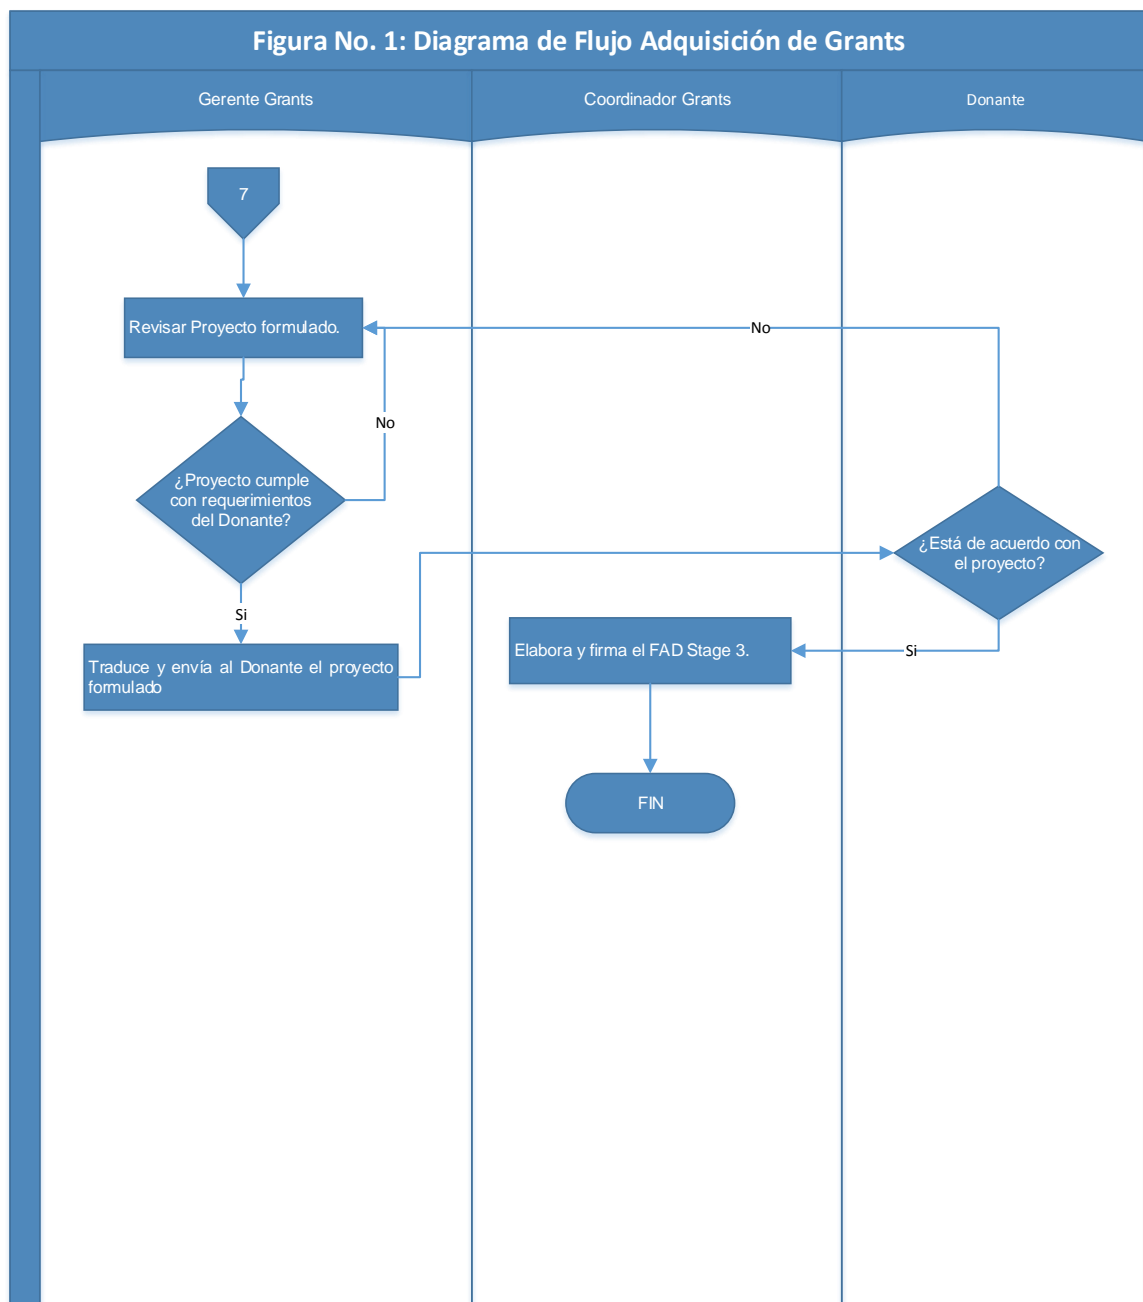 Figura No. 1: Diagrama de Flujo Adquisición de Grants
Gerente Grants
Coordinador Grants
Donante
7
Revisar Proyecto formulado.
No
No
¿Proyecto cumple
con requerimientos
del Donante?
¿Está de acuerdo con
el proyecto?
Si
Elabora y firma el FAD Stage 3.
Si
Traduce y envía al Donante el proyecto
formulado
FIN